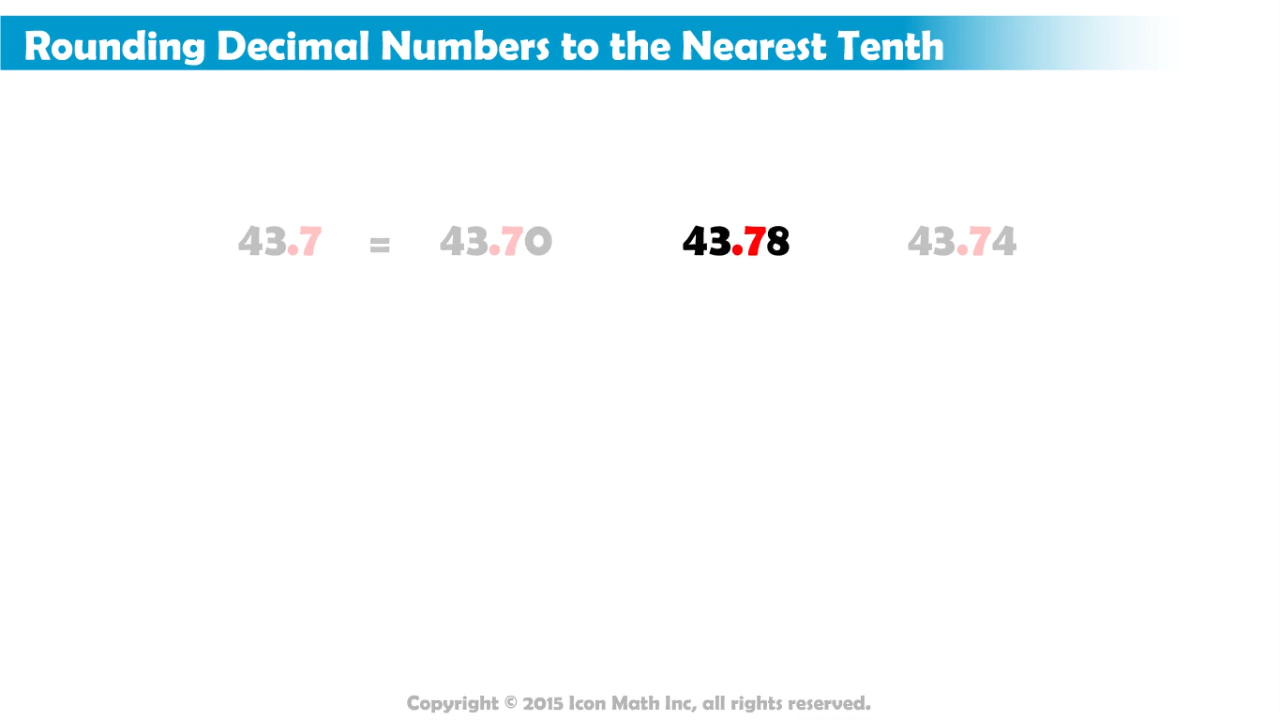 Rounding Decimal Numbers to the Nearest Tenth
43.7 = 43.70 43.78 43.74
Copyright © 2015 Icon Math Inc, all rights reserved.